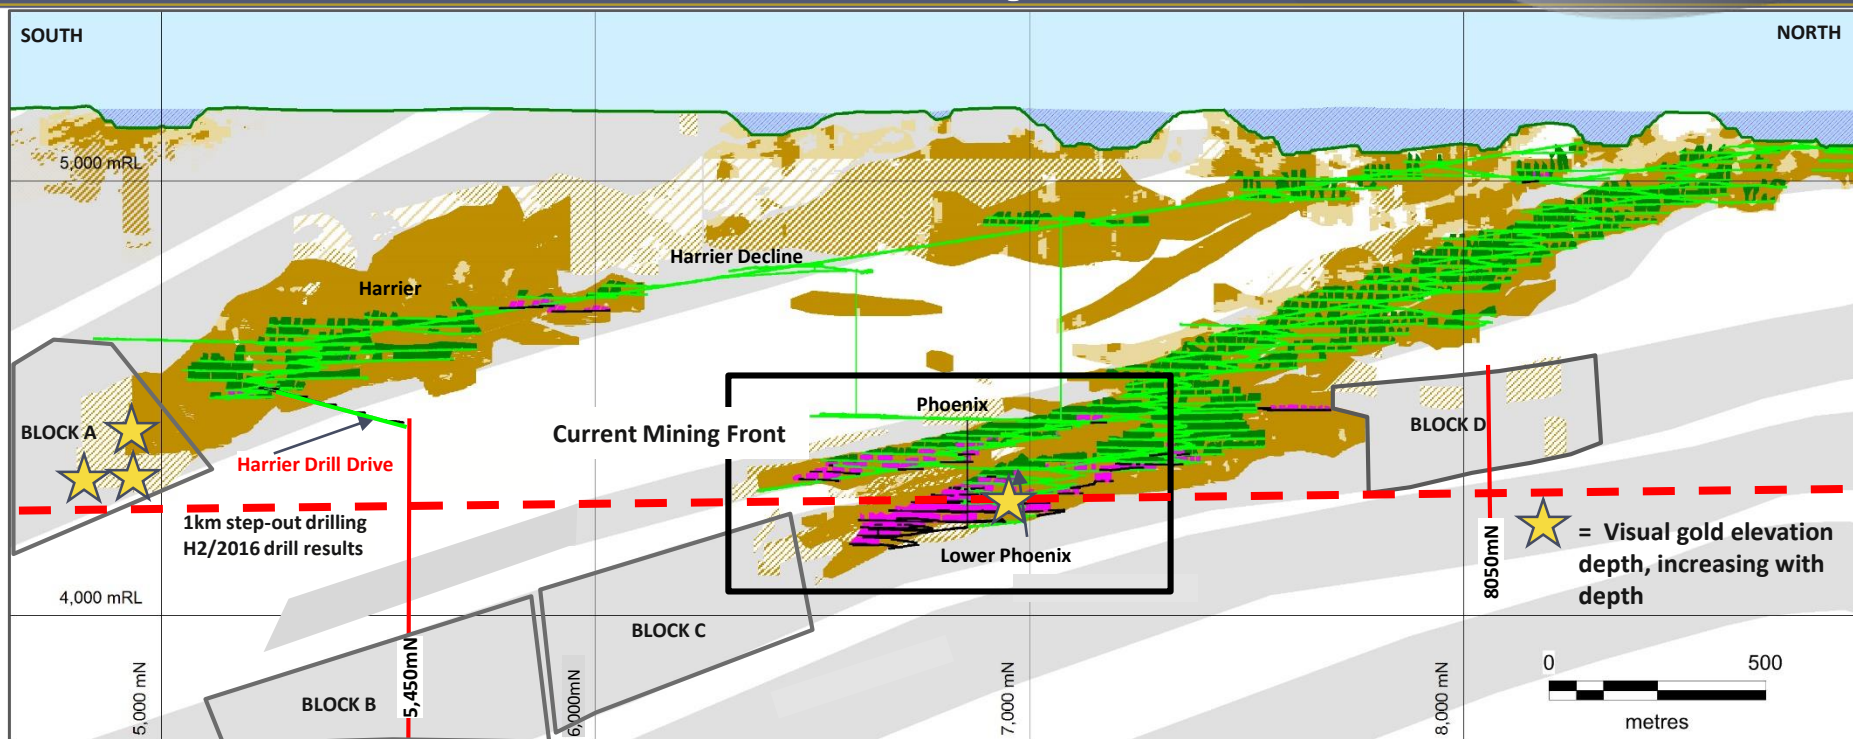 SOUTH
NORTH
5,000 mRL
Harrier Decline
Harrier
Phoenix
BLOCK A
Current Mining Front
BLOCK D
Harrier Drill Drive
1km step-out drilling
H2/2016 drill results
= Visual gold elevation
depth, increasing with
depth
Lower Phoenix
8050mN
4,000 mRL
BLOCK C
BLOCK B
5,450mN
5,000 mN
6,000mN
7,000 mN
8,000 mN
0 500
metres